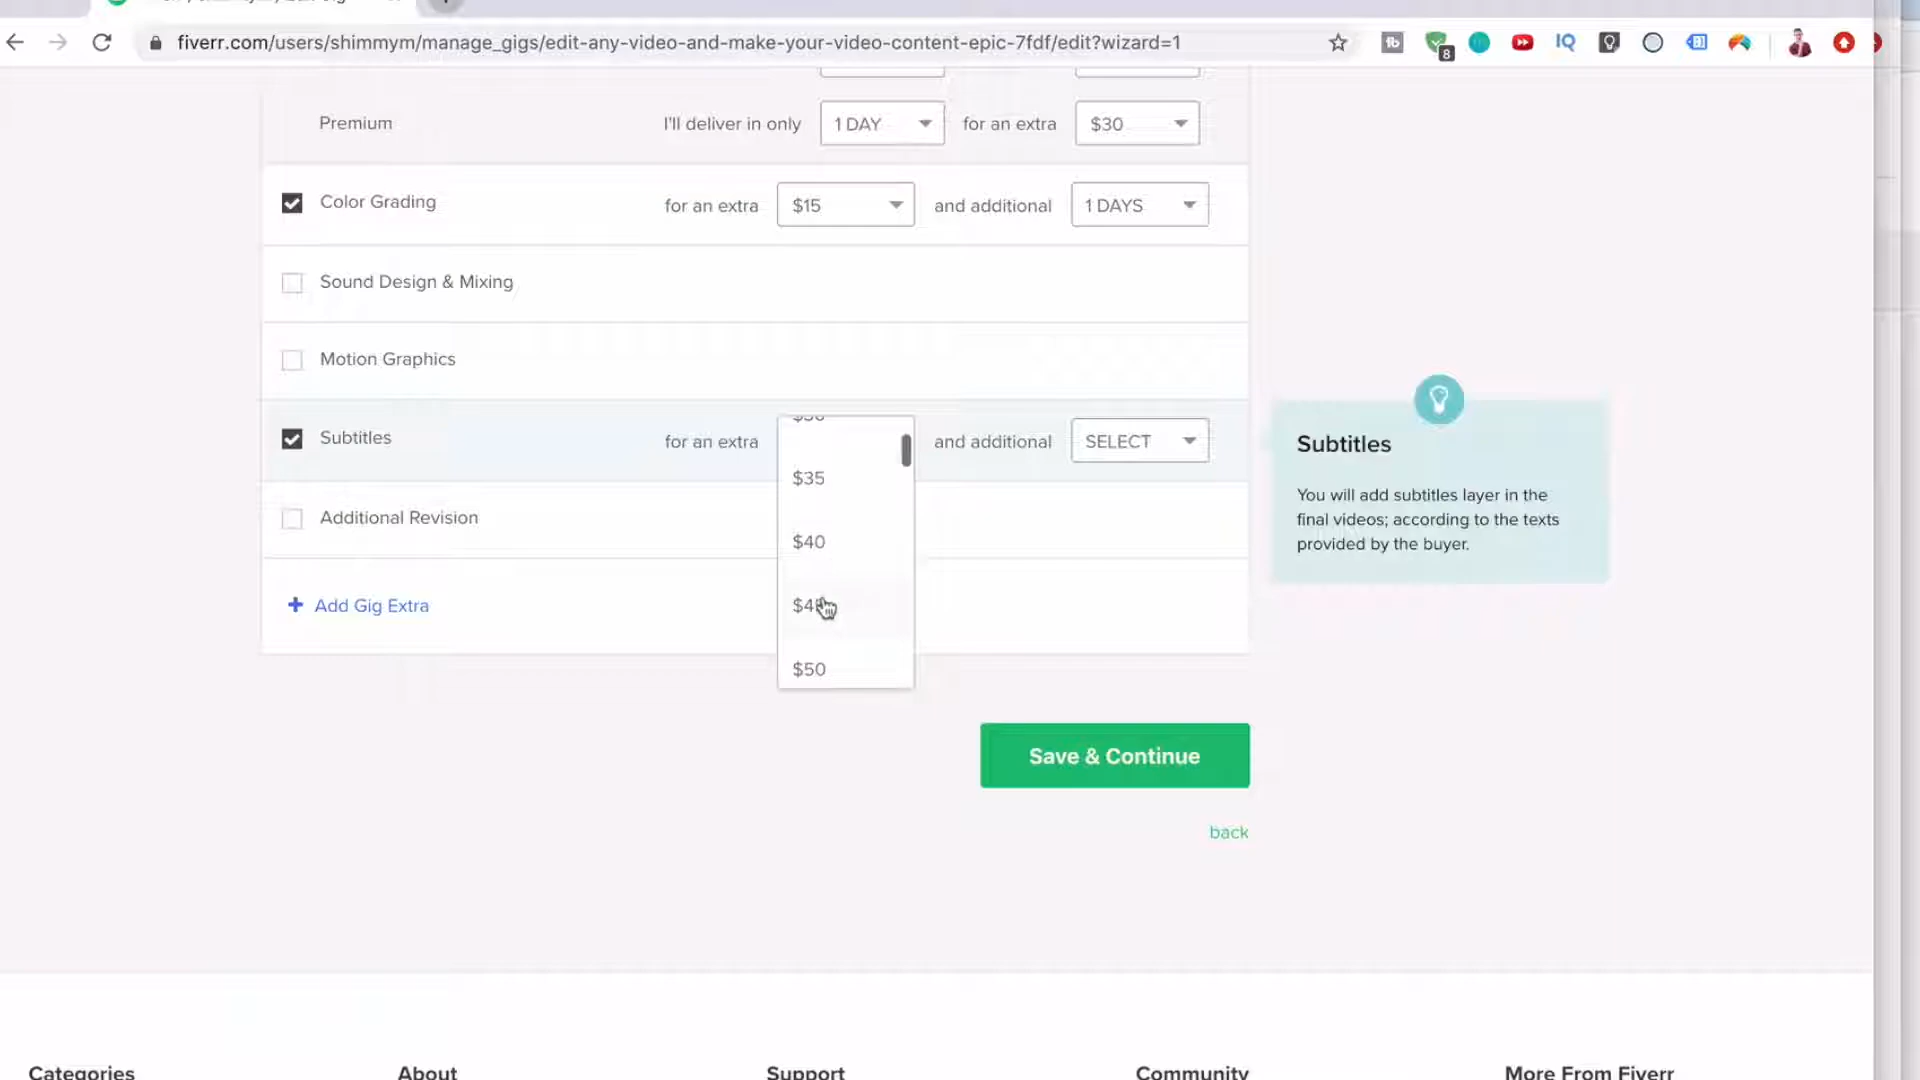 fiverr.com/users/shimmym/manage_gigs/edit-any-video-and-make-your-video-content-epic-7fdf/edit?wizard=1
8
Premium I'll deliver in only 1 DAY for an extra $30
Color Grading for an extra $15 and additional 1 DAYS
Sound Design & Mixing
Motion Graphics
Subtitles for an extra and additional SELECT
$35
$40
$50
Additional Revision
Add Gig Extra
Subtitles
You will add subtitles layer in the
final videos; according to the texts
provided by the buyer.
Save & Continue
back
Categories About Support Community More From Fiverr